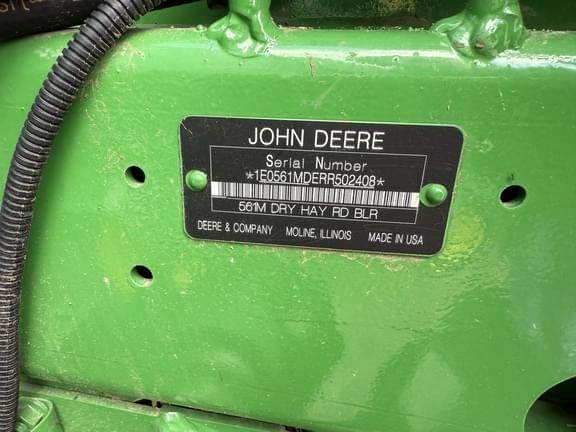 JOHN DEERE
Serial Number
*1E0561MDERR502408*
561M DRY HAY RD BLR
DEERE & COMPANY MOLINE, ILLINOIS MADE IN USA